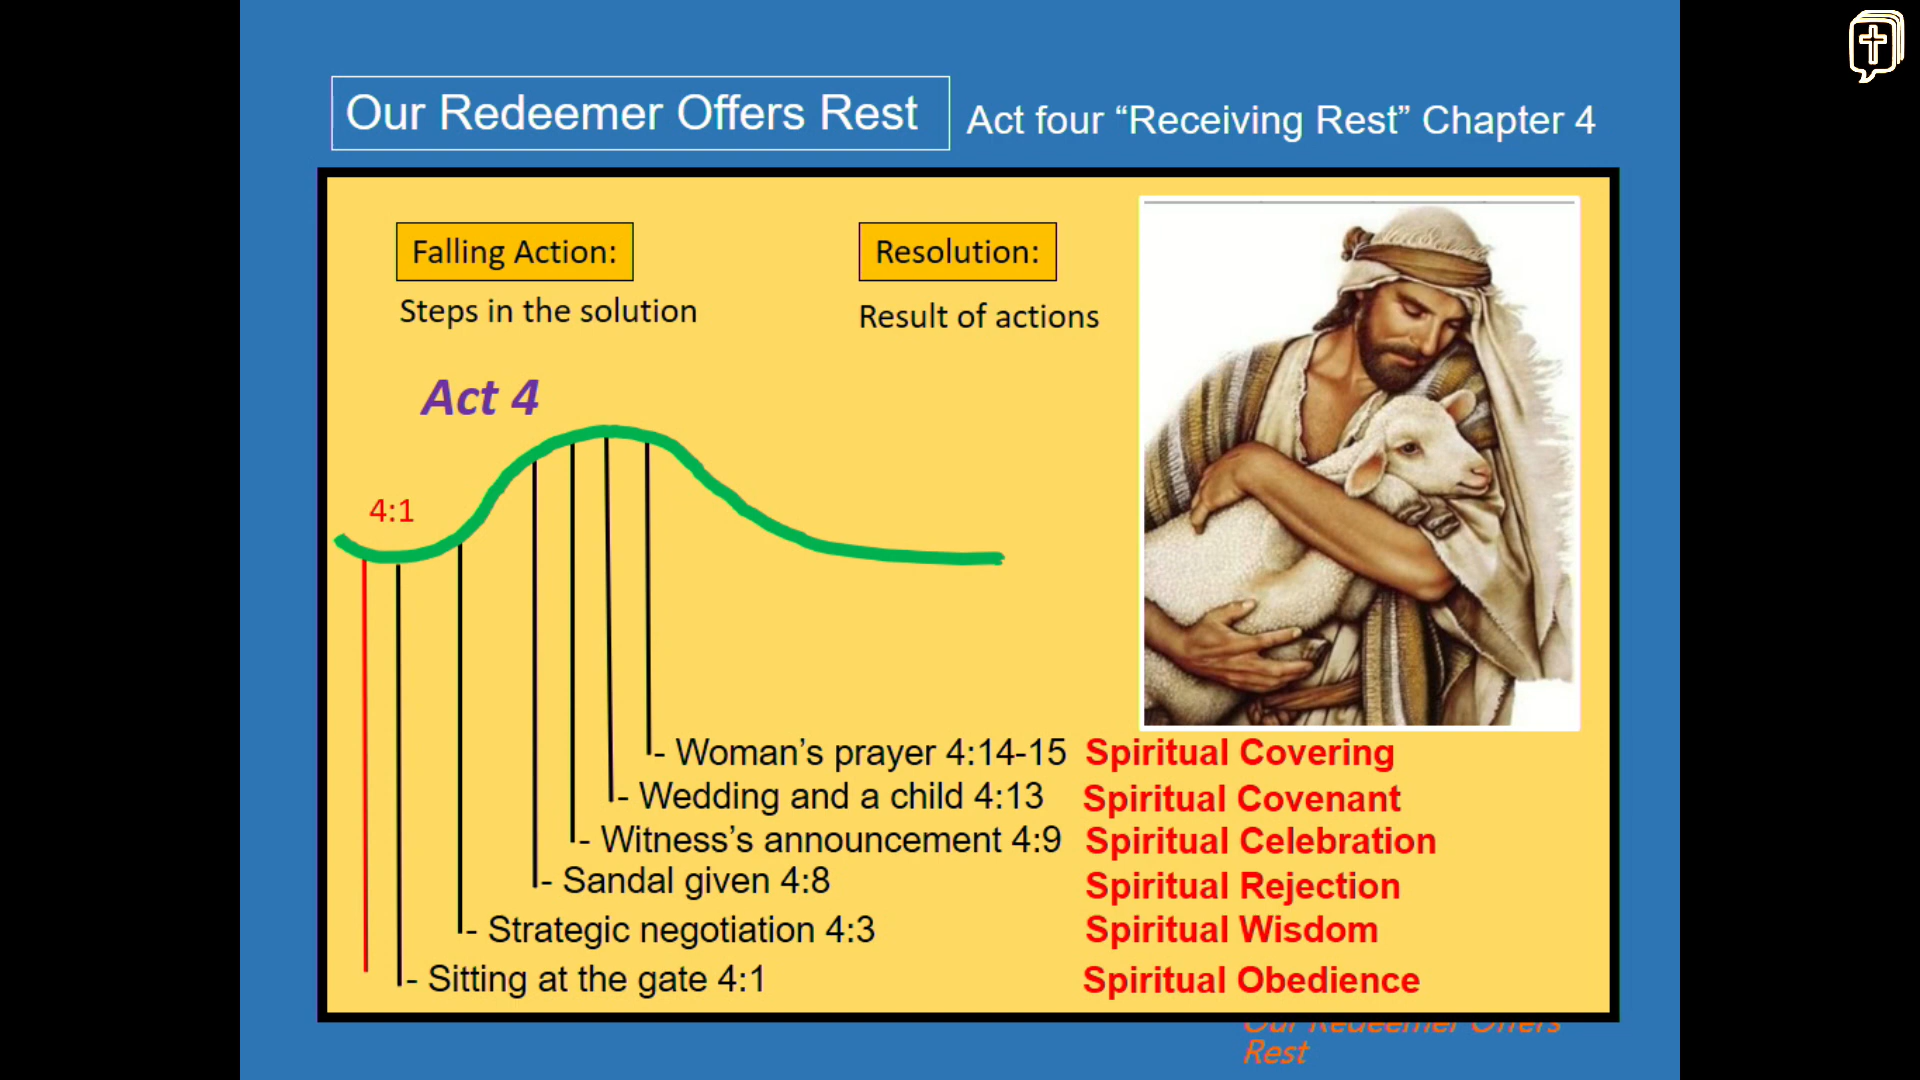 Our Redeemer Offers Rest
Act four “Receiving Rest” Chapter 4
Falling Action:
Resolution:
Steps in the solution
Result of actions
Act 4
4:1
- Woman’s prayer 4:14-15 Spiritual Covering
- Wedding and a child 4:13 Spiritual Covenant
- Witness’s announcement 4:9 Spiritual Celebration
- Sandal given 4:8 Spiritual Rejection
- Strategic negotiation 4:3 Spiritual Wisdom
- Sitting at the gate 4:1 Spiritual Obedience
Our Redeemer Offers
Rest